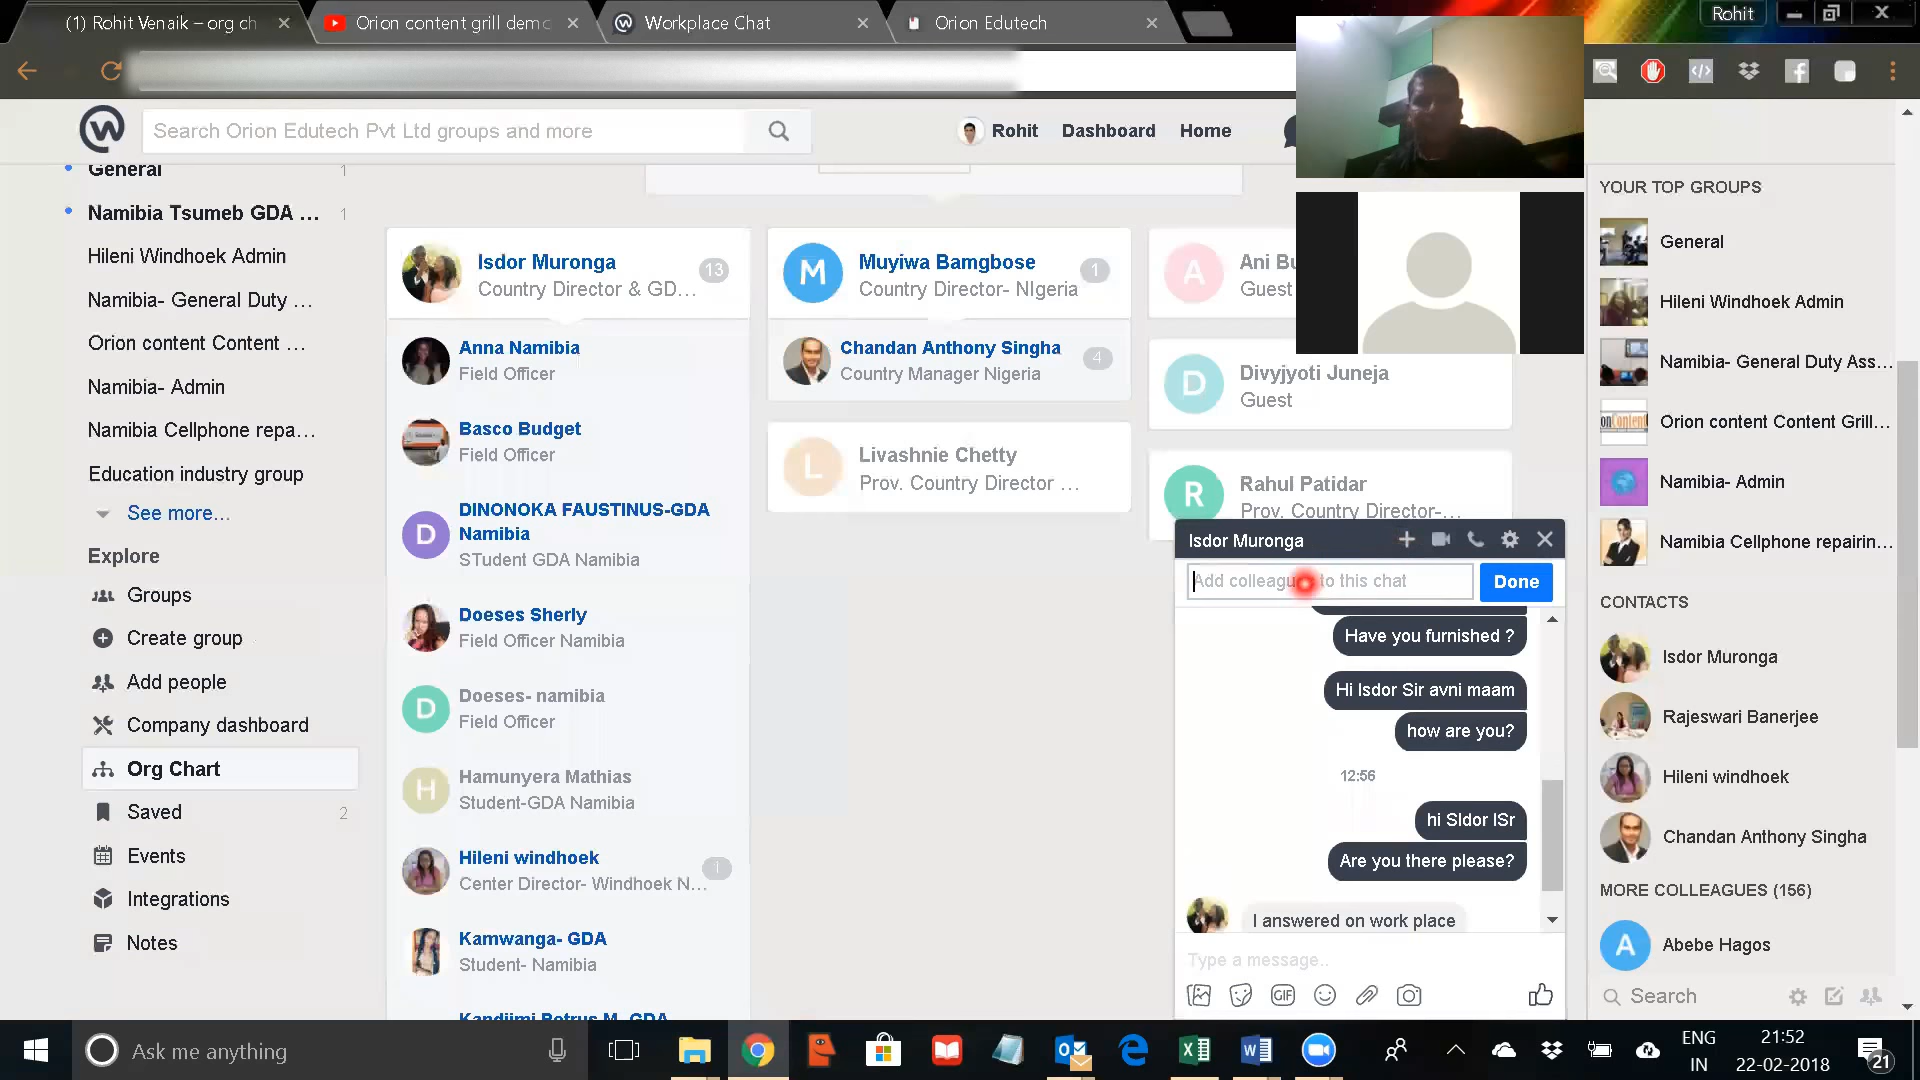 (1) Rohit Venaik – org ch
Orion content grill demo
Workplace Chat
Orion Edutech
Rohit
Search Orion Edutech Pvt Ltd groups and more
Rohit
Dashboard
Home
General
1
Namibia Tsumeb GDA ...
1
Hileni Windhoek Admin
Namibia- General Duty ...
Orion content Content ...
Namibia- Admin
Namibia Cellphone repa...
Education industry group
See more...
Explore
Groups
Create group
Add people
Company dashboard
Org Chart
Saved
2
Events
Integrations
Notes
Isdor Muronga
Country Director & GD...
13
Anna Namibia
Field Officer
Basco Budget
Field Officer
D
DINONOKA FAUSTINUS-GDA
Namibia
STudent GDA Namibia
Doeses Sherly
Field Officer Namibia
D
Doeses- namibia
Field Officer
H
Hamunyera Mathias
Student-GDA Namibia
Hileni windhoek
Center Director- Windhoek N...
1
Kamwanga- GDA
Student- Namibia
Kandjimi Petrus M. GDA
M
Muyiwa Bamgbose
Country Director- NIgeria
1
Chandan Anthony Singha
Country Manager Nigeria
4
L
Livashnie Chetty
Prov. Country Director ...
A
Ani Bu
Guest
D
Divyjyoti Juneja
Guest
R
Rahul Patidar
Prov. Country Director-...
Isdor Muronga
Add colleagues to this chat
Done
Have you furnished ?
Hi Isdor Sir avni maam
how are you?
12:56
hi SIdor ISr
Are you there please?
I answered on work place
Type a message..
GIF
YOUR TOP GROUPS
General
Hileni Windhoek Admin
Namibia- General Duty Ass...
Orion content Content Grill...
Namibia- Admin
Namibia Cellphone repairin...
CONTACTS
Isdor Muronga
Rajeswari Banerjee
Hileni windhoek
Chandan Anthony Singha
MORE COLLEAGUES (156)
A
Abebe Hagos
Search
Ask me anything
ENG
IN
21:52
22-02-2018
21